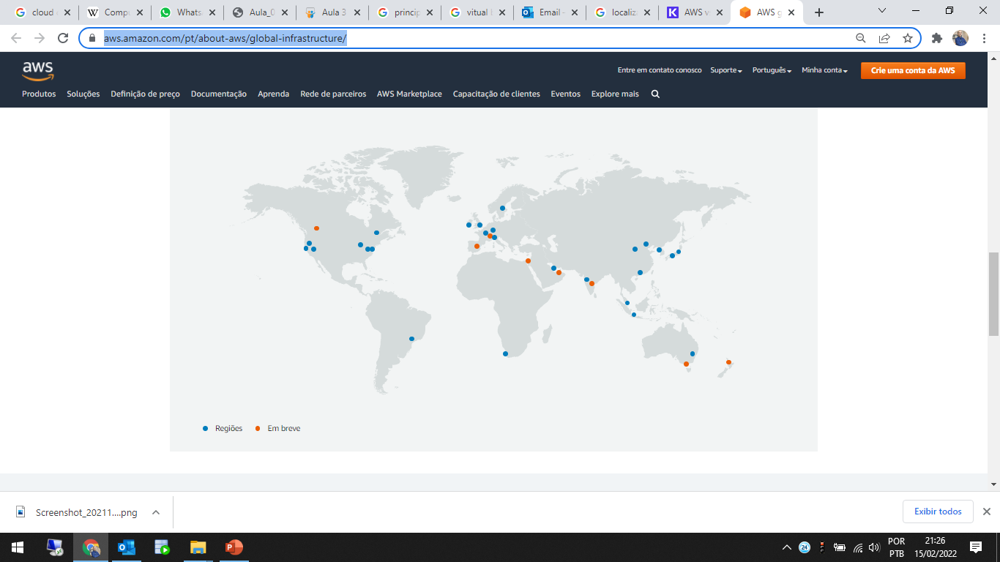 cloud
Compu
Whats
Aula_0
Aula 3
princip
vitual
Email
localiz
AWS v
AWS g
aws.amazon.com/pt/about-aws/global-infrastructure/
aws
Entre em contato conosco Suporte Português Minha conta Crie uma conta da AWS
Produtos Soluções Definição de preço Documentação Aprenda Rede de parceiros AWS Marketplace Capacitação de clientes Eventos Explore mais
Regiões Em breve
Screenshot_20211....png Exibir todos
24
POR 21:26
PTB 15/02/2022